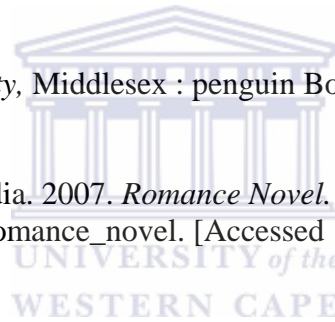 ty, Middlesex : penguin Bo
dia. 2007. Romance Novel.
omance_novel. [Accessed
UNIVERSITY of the
WESTERN CAPE